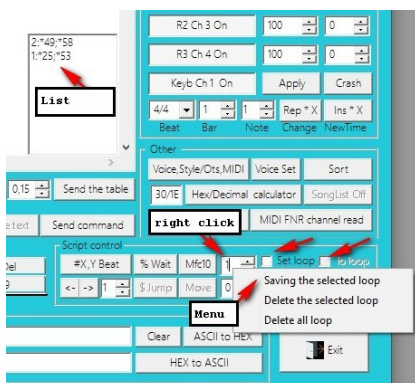 R2 Ch 3 On 100 0
R3 Ch 4 On 100 0
Keyb Ch 1 On Apply Crash
4/4 1 1 Rep * X Ins * X
Beat Bar Note Change NewTime
2:*49;*58
1:*25;*53
List
Other
Voice,Style/Ots,MIDI Voice Set Sort
0,15 Send the table
30/1E Hex/Decimal calculator SongList Off
e text Send command
right click MIDI FNR channel read
Script control
Del #X,Y Beat % Wait Mfc10 1 Set loop To loop
9 <- -> 1 $Jump Move 0
Menu
Saving the selected loop
Delete the selected loop
Delete all loop
Clear ASCII to HEX
HEX to ASCII
Exit